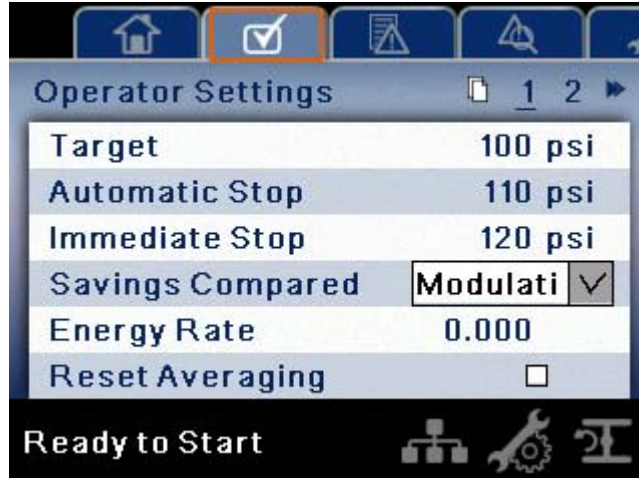 Operator Settings 1 2
Target 100 psi
Automatic Stop 110 psi
Immediate Stop 120 psi
Savings Compared Modulati
Energy Rate 0.000
Reset Averaging
Ready to Start